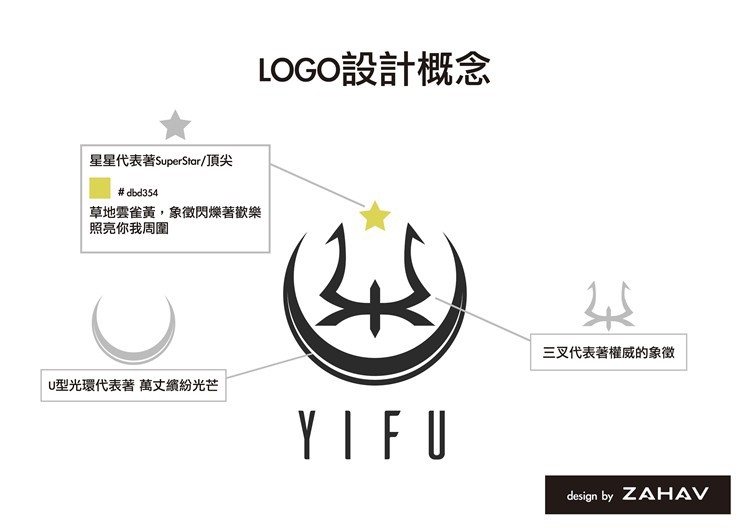 LOGO設計概念
星星代表著SuperStar/頂尖
#dbd354
草地雲雀黃，象徵閃爍著歡樂
照亮你我周圍
三叉代表著權威的象徵
U型光環代表著 萬丈繽紛光芒
YIFU
design by ZAHAV